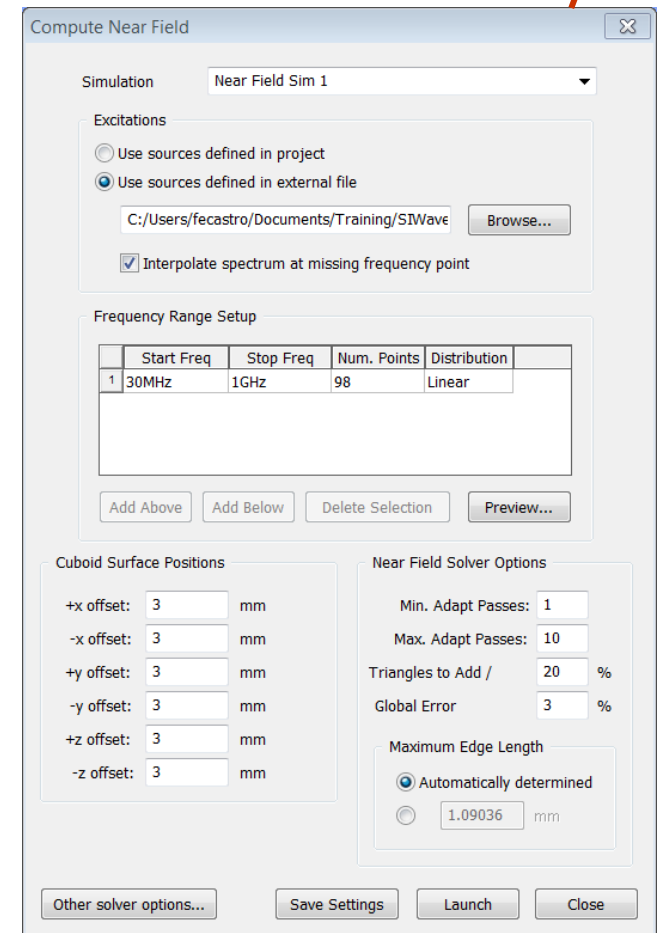 Compute Near Field
Simulation Near Field Sim 1
Excitations
Use sources defined in project
Use sources defined in external file
C:/Users/fecastro/Documents/Training/SIWave Browse...
Interpolate spectrum at missing frequency point
Frequency Range Setup
Start Freq Stop Freq Num. Points Distribution
1 30MHz 1GHz 98 Linear
Add Above Add Below Delete Selection Preview...
Cuboid Surface Positions
+x offset: 3 mm
-x offset: 3 mm
+y offset: 3 mm
-y offset: 3 mm
+z offset: 3 mm
-z offset: 3 mm
Near Field Solver Options
Min. Adapt Passes: 1
Max. Adapt Passes: 10
Triangles to Add / 20 %
Global Error 3 %
Maximum Edge Length
Automatically determined
1.09036 mm
Other solver options... Save Settings Launch Close